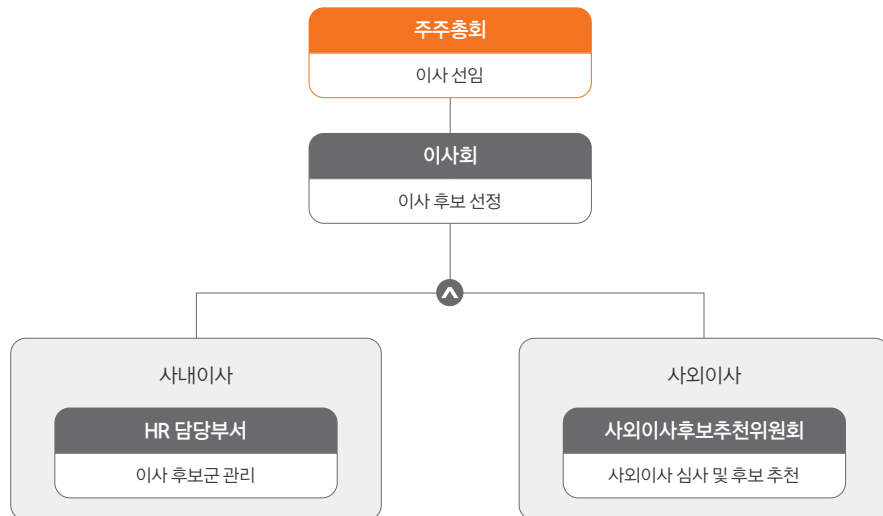 주주총회
이사 선임
이사회
이사 후보 선정
사내이사
HR 담당부서
이사 후보군 관리
사외이사
사외이사후보추천위원회
사외이사 심사 및 후보 추천